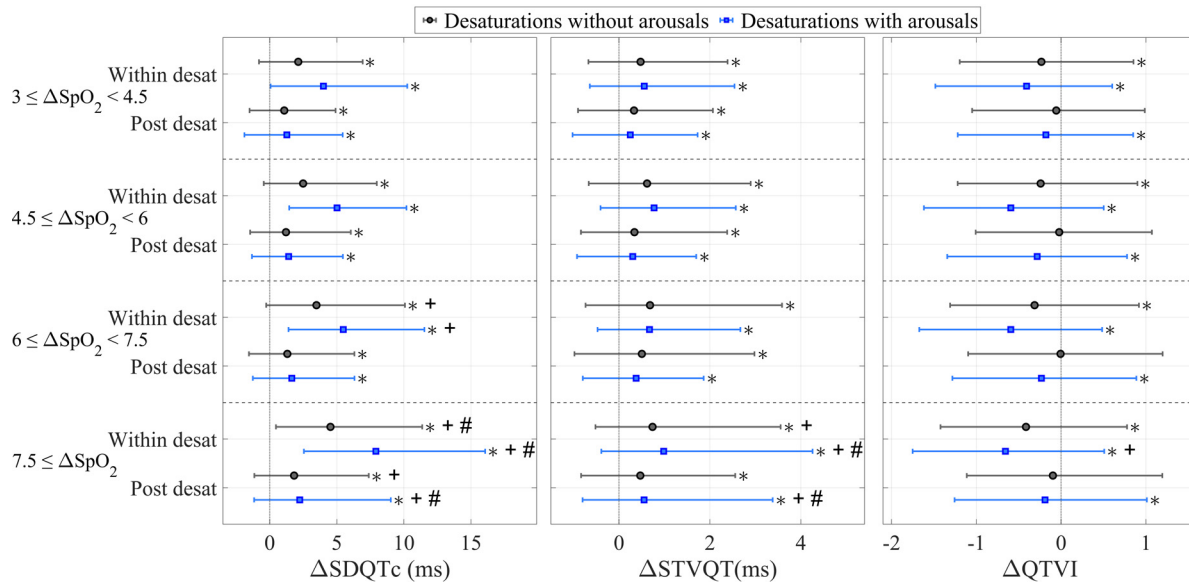 Desaturations without arousals Desaturations with arousals
3 ≤ ΔSpO₂ < 4.5
Within desat
*
*
*
*
*
Post desat
*
*
*
*
*
*
4.5 ≤ ΔSpO₂ < 6
Within desat
*
*
*
*
*
*
Post desat
*
*
*
*
*
6 ≤ ΔSpO₂ < 7.5
Within desat
* +
*
*
* +
*
*
Post desat
*
*
*
*
*
7.5 ≤ ΔSpO₂
Within desat
* + #
* +
*
* + #
* + #
* +
Post desat
* +
*
* + #
* + #
*
0 5 10 15
0 2 4
-2 -1 0 1
ΔSDQTc (ms)
ΔSTVQT(ms)
ΔQTVI